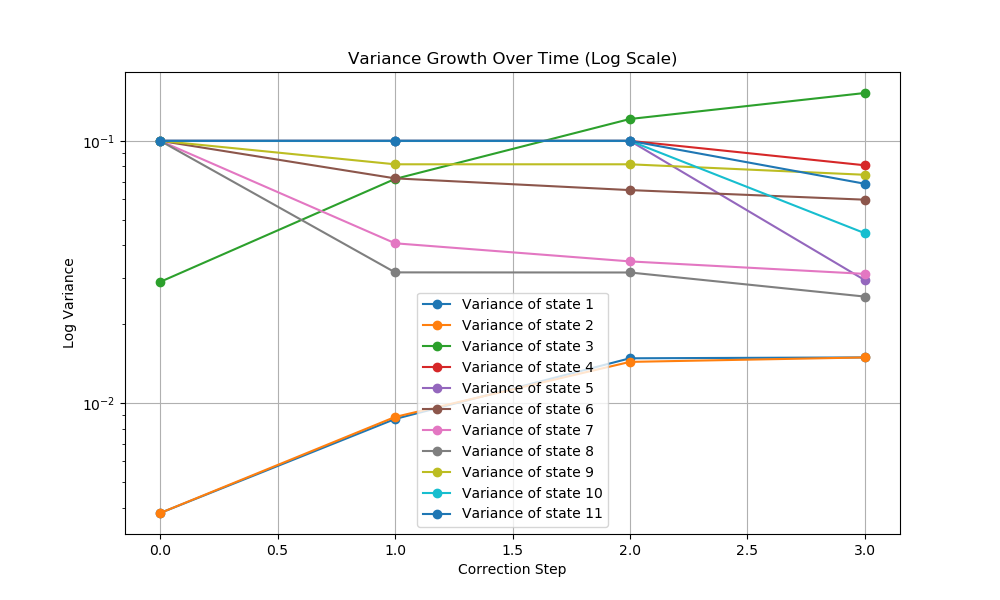 Variance Growth Over Time (Log Scale)
Log Variance
10⁻¹
10⁻²
Variance of state 1
Variance of state 2
Variance of state 3
Variance of state 4
Variance of state 5
Variance of state 6
Variance of state 7
Variance of state 8
Variance of state 9
Variance of state 10
Variance of state 11
0.0 0.5 1.0 1.5 2.0 2.5 3.0
Correction Step